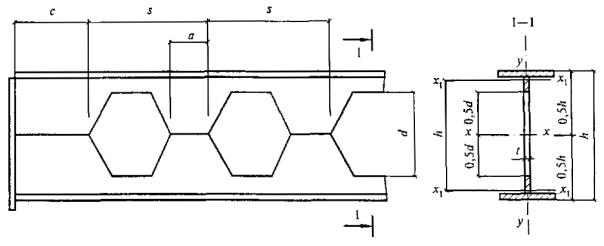 c
s
s
a
1
1
d
1—1
y
x₁
x₁
h
0,5d
0,5d
x
x
t
0,5h
0,5h
h
x₁
x₁
y